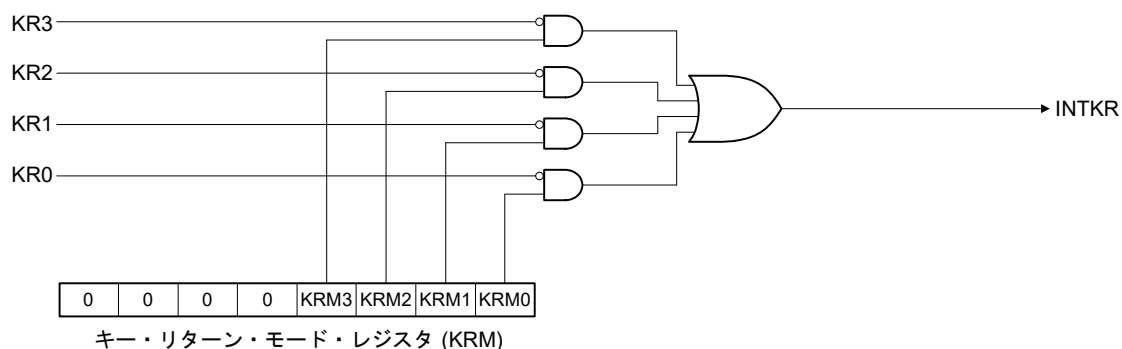 KR3
KR2
KR1
KR0
INTKR
0 0 0 0 KRM3 KRM2 KRM1 KRM0
キー・リターン・モード・レジスタ (KRM)